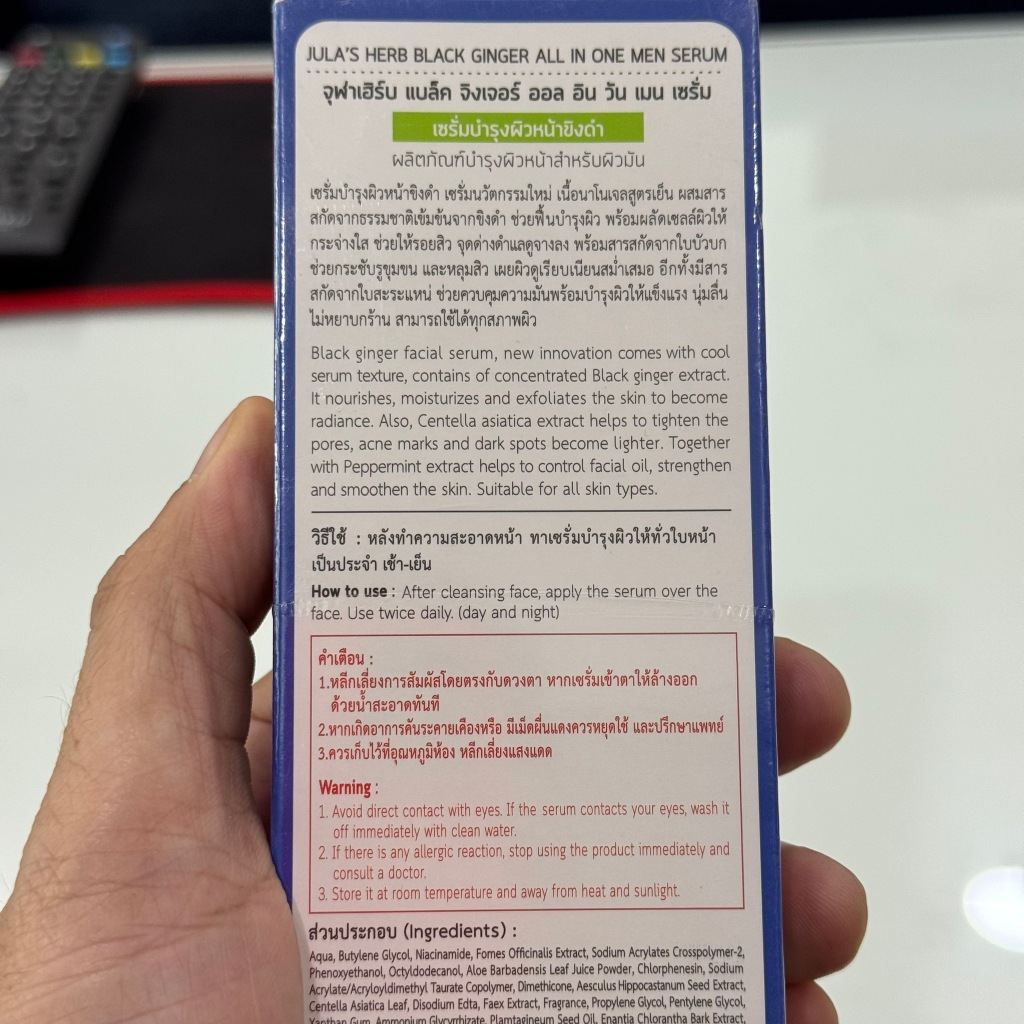 JULA'S HERB BLACK GINGER ALL IN ONE MEN SERUM
จุฬาเฮิร์บ แบล็ค จิงเจอร์ ออล อิน วัน เมน เซรั่ม
เซรั่มบำรุงผิวหน้าขิงดำ
ผลิตภัณฑ์บำรุงผิวหน้าสำหรับผิวมัน
เซรั่มบำรุงผิวหน้าขิงดำ เซรั่มนวัตกรรมใหม่ เนื้อนาโนเจลสูตรเย็น ผสมสาร
สกัดจากธรรมชาติเข้มข้นจากขิงดำ ช่วยฟื้นบำรุงผิว พร้อมผลัดเซลล์ผิวให้
กระจ่างใส ช่วยให้รอยสิว จุดด่างดำแลดูจางลง พร้อมสารสกัดจากใบบัวบก
ช่วยกระชับรูขุมขน และหลุมสิว เผยผิวดูเรียบเนียนสม่ำเสมอ อีกทั้งมีสาร
สกัดจากใบสะระแหน่ ช่วยควบคุมความมันพร้อมบำรุงผิวให้แข็งแรง นุ่มลื่น
ไม่หยาบกร้าน สามารถใช้ได้ทุกสภาพผิว
Black ginger facial serum, new innovation comes with cool
serum texture, contains of concentrated Black ginger extract.
It nourishes, moisturizes and exfoliates the skin to become
radiance. Also, Centella asiatica extract helps to tighten the
pores, acne marks and dark spots become lighter. Together
with Peppermint extract helps to control facial oil, strengthen
and smoothen the skin. Suitable for all skin types.
วิธีใช้ : หลังทำความสะอาดหน้า ทาเซรั่มบำรุงผิวให้ทั่วใบหน้า
เป็นประจำ เช้า-เย็น
How to use : After cleansing face, apply the serum over the
face. Use twice daily. (day and night)
คำเตือน :
1.หลีกเลี่ยงการสัมผัสโดยตรงกับดวงตา หากเซรั่มเข้าตาให้ล้างออก
ด้วยน้ำสะอาดทันที
2.หากเกิดอาการคันระคายเคืองหรือ มีเม็ดผื่นแดงควรหยุดใช้ และปรึกษาแพทย์
3.ควรเก็บไว้ที่อุณหภูมิห้อง หลีกเลี่ยงแสงแดด
Warning :
1. Avoid direct contact with eyes. If the serum contacts your eyes, wash it
off immediately with clean water.
2. If there is any allergic reaction, stop using the product immediately and
consult a doctor.
3. Store it at room temperature and away from heat and sunlight.
ส่วนประกอบ (Ingredients) :
Aqua, Butylene Glycol, Niacinamide, Fomes Officinalis Extract, Sodium Acrylates Crosspolymer-2,
Phenoxyethanol, Octyldodecanol, Aloe Barbadensis Leaf Juice Powder, Chlorphenesin, Sodium
Acrylate/Acryloyldimethyl Taurate Copolymer, Dimethicone, Aesculus Hippocastanum Seed Extract,
Centella Asiatica Leaf, Disodium Edta, Faex Extract, Fragrance, Propylene Glycol, Pentylene Glycol,
Xanthan Gum, Ammonium Glycyrrhizate, Plamtagineum Seed Oil, Enantia Chlorantha Bark Extract,